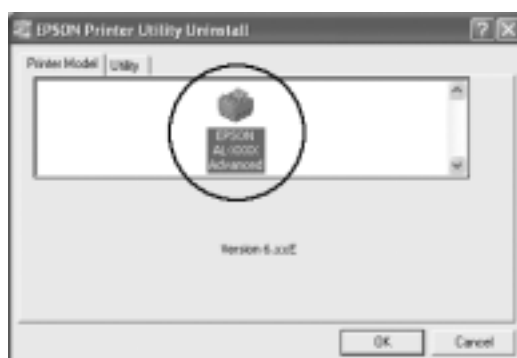 EPSON Printer Utility Uninstall
Printer Model Utility
EPSON
AL-XXXX
Advanced
Version 6.xxE
OK Cancel